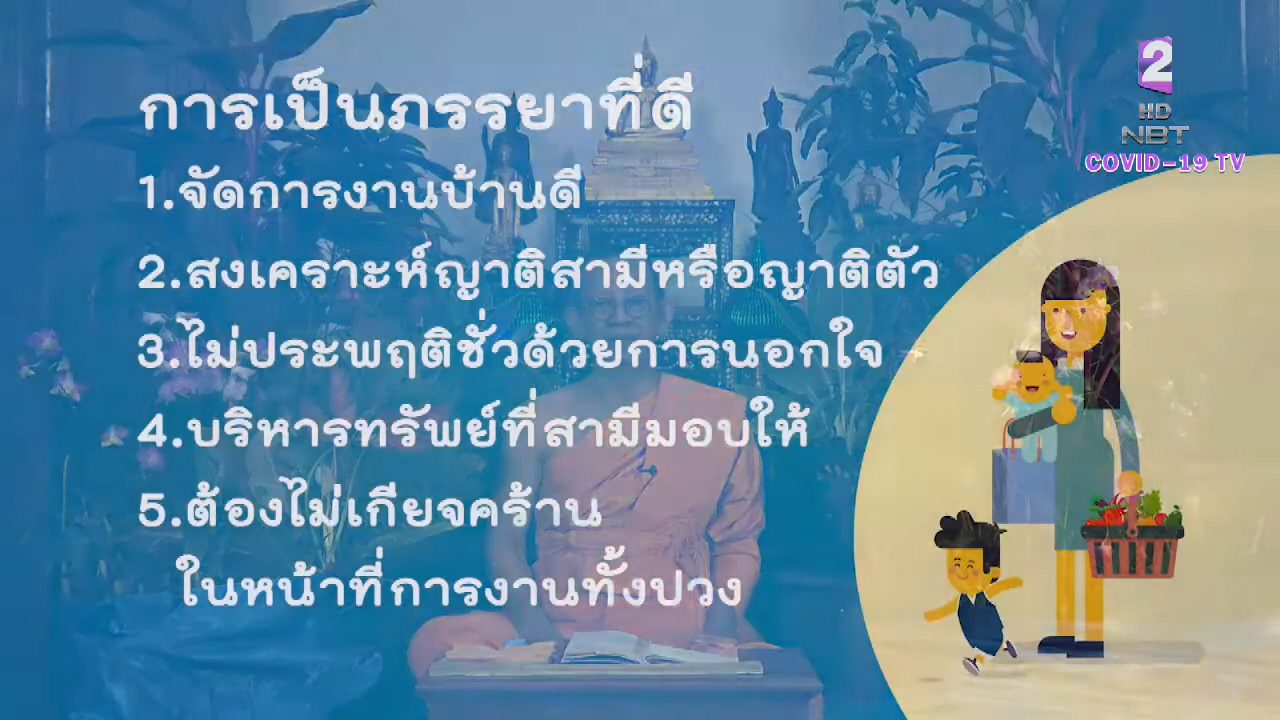 การเป็นภรรยาที่ดี
1.จัดการงานบ้านดี
2.สงเคราะห์ญาติสามีหรือญาติตัว
3.ไม่ประพฤติชั่วด้วยการนอกใจ
4.บริหารทรัพย์ที่สามีมอบให้
5.ต้องไม่เกียจคร้าน
ในหน้าที่การงานทั้งปวง
2
HD
NBT
COVID-19 TV